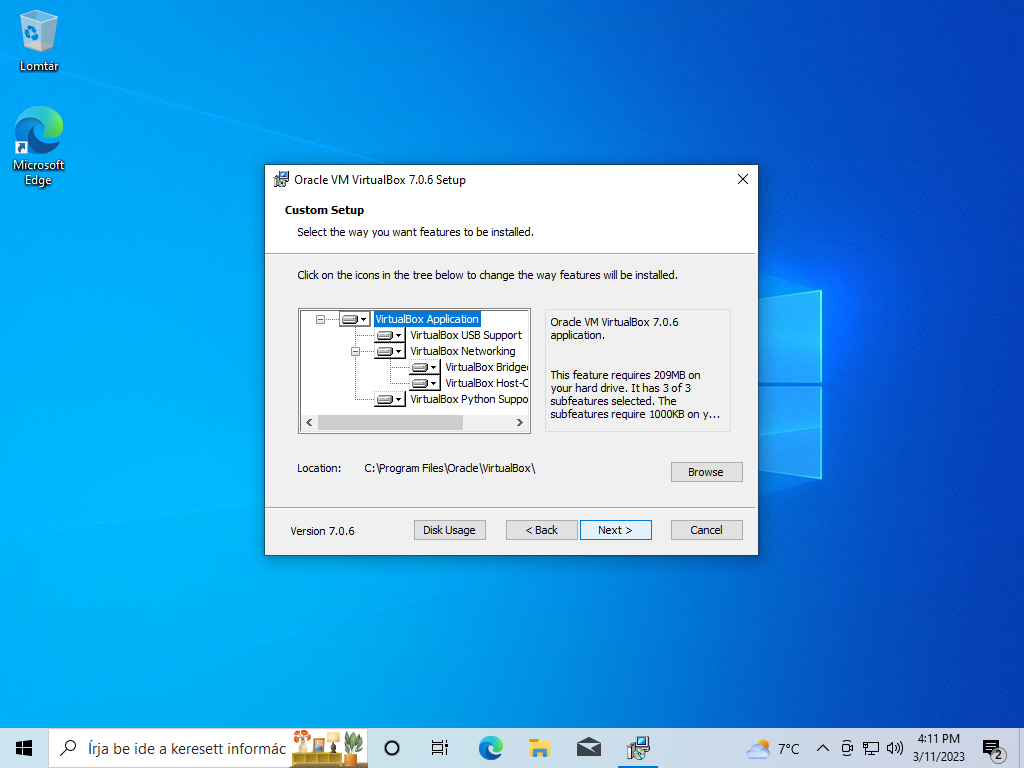 Lomtár
Microsoft
Edge
Oracle VM VirtualBox 7.0.6 Setup
Custom Setup
Select the way you want features to be installed.
Click on the icons in the tree below to change the way features will be installed.
VirtualBox Application
VirtualBox USB Support
VirtualBox Networking
VirtualBox Bridge
VirtualBox Host-C
VirtualBox Python Suppo
Oracle VM VirtualBox 7.0.6
application.
This feature requires 209MB on
your hard drive. It has 3 of 3
subfeatures selected. The
subfeatures require 1000KB on y...
Location: C:\Program Files\Oracle\VirtualBox\
Browse
Version 7.0.6
Disk Usage
< Back
Next >
Cancel
Írja be ide a keresett informác
7°C
4:11 PM
3/11/2023
2